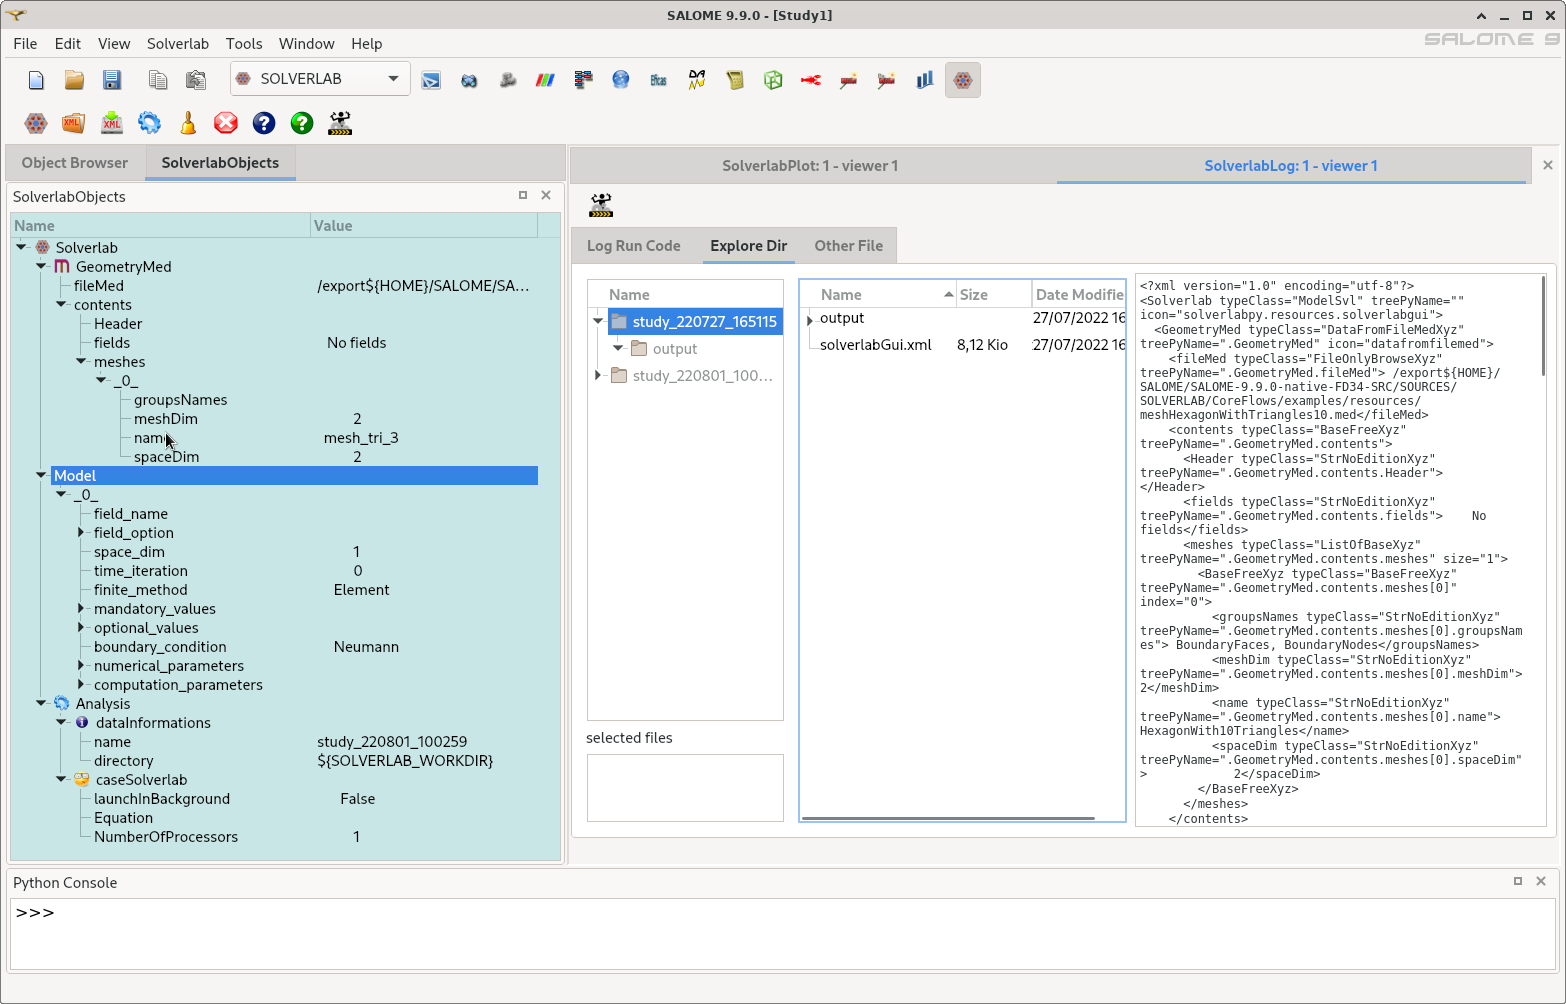 SALOME 9.9.0 - [Study1]
File Edit View Solverlab Tools Window Help
SALOME 9
SOLVERLAB
Eficas
XML
XML
Object Browser
SolverlabObjects
SolverlabObjects
Name Value
Solverlab
GeometryMed
fileMed /export${HOME}/SALOME/SA...
contents
Header
fields No fields
meshes
_0_
groupsNames
meshDim 2
name mesh_tri_3
spaceDim 2
Model
_0_
field_name
field_option
space_dim 1
time_iteration 0
finite_method Element
mandatory_values
optional_values
boundary_condition Neumann
numerical_parameters
computation_parameters
Analysis
dataInformations
name study_220801_100259
directory ${SOLVERLAB_WORKDIR}
caseSolverlab
launchInBackground False
Equation
NumberOfProcessors 1
SolverlabPlot: 1 - viewer 1
SolverlabLog: 1 - viewer 1
Log Run Code
Explore Dir
Other File
Name
study_220727_165115
output
study_220801_100...
selected files
Name Size Date Modifie
output 27/07/2022 16
solverlabGui.xml 8,12 Kio 27/07/2022 16
<?xml version="1.0" encoding="utf-8"?>
<Solverlab typeClass="ModelSvl" treePyName=""
icon="solverlabpy.resources.solverlabgui">
<GeometryMed typeClass="DataFromFileMedXyz"
treePyName=".GeometryMed" icon="datafromfilemed">
<fileMed typeClass="FileOnlyBrowseXyz"
treePyName=".GeometryMed.fileMed"> /export${HOME}/
SALOME/SALOME-9.9.0-native-FD34-SRC/SOURCES/
SOLVERLAB/CoreFlows/examples/resources/
meshHexagonWithTriangles10.med</fileMed>
<contents typeClass="BaseFreeXyz"
treePyName=".GeometryMed.contents">
<Header typeClass="StrNoEditionXyz"
treePyName=".GeometryMed.contents.Header">
</Header>
<fields typeClass="StrNoEditionXyz"
treePyName=".GeometryMed.contents.fields"> No
fields</fields>
<meshes typeClass="ListOfBaseXyz"
treePyName=".GeometryMed.contents.meshes" size="1">
<BaseFreeXyz typeClass="BaseFreeXyz"
treePyName=".GeometryMed.contents.meshes[0]"
index="0">
<groupsNames typeClass="StrNoEditionXyz"
treePyName=".GeometryMed.contents.meshes[0].groupsNam
es"> BoundaryFaces, BoundaryNodes</groupsNames>
<meshDim typeClass="StrNoEditionXyz"
treePyName=".GeometryMed.contents.meshes[0].meshDim">
2</meshDim>
<name typeClass="StrNoEditionXyz"
treePyName=".GeometryMed.contents.meshes[0].name">
HexagonWith10Triangles</name>
<spaceDim typeClass="StrNoEditionXyz"
treePyName=".GeometryMed.contents.meshes[0].spaceDim"
> 2</spaceDim>
</BaseFreeXyz>
</meshes>
</contents>
Python Console
>>>